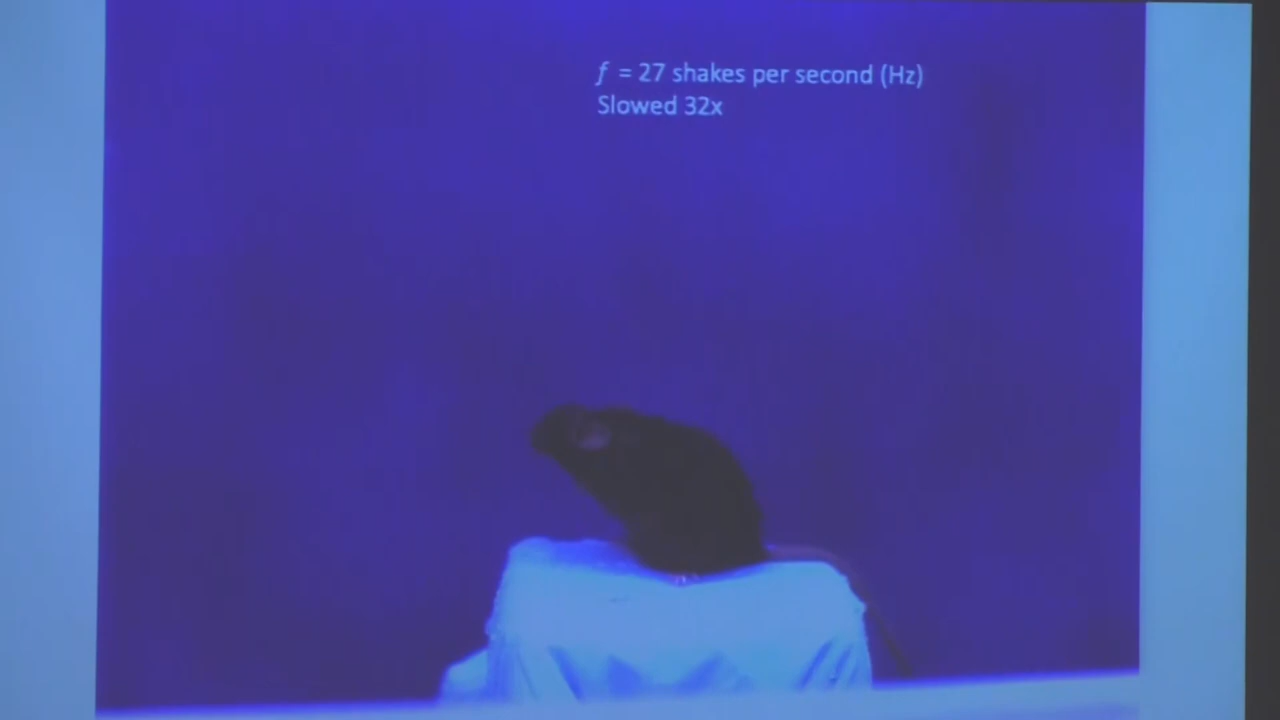 f = 27 shakes per second (Hz)
Slowed 32x